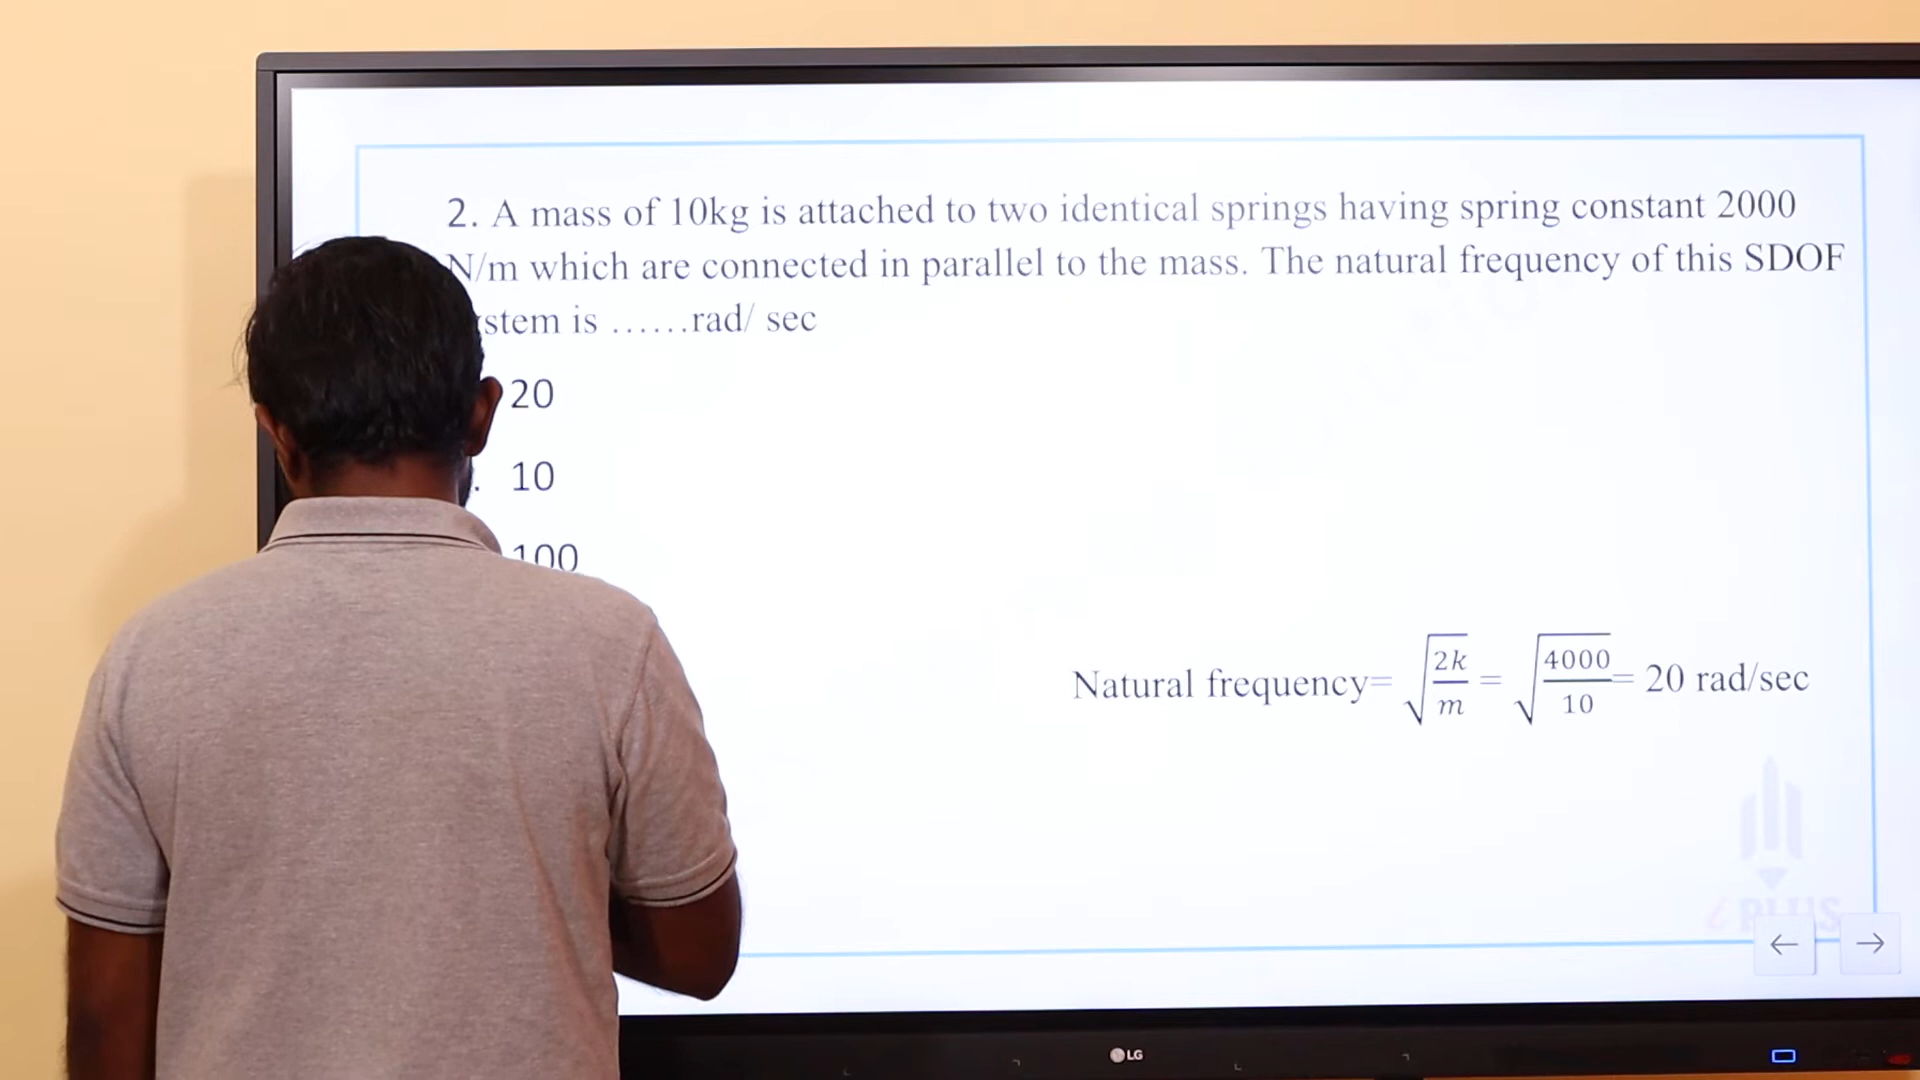 2. A mass of 10kg is attached to two identical springs having spring constant 2000
N/m which are connected in parallel to the mass. The natural frequency of this SDOF
stem is ......rad/ sec
20
. 10
100
Natural frequency= √2k/m = √4000/10 = 20 rad/sec
PLUS
LG